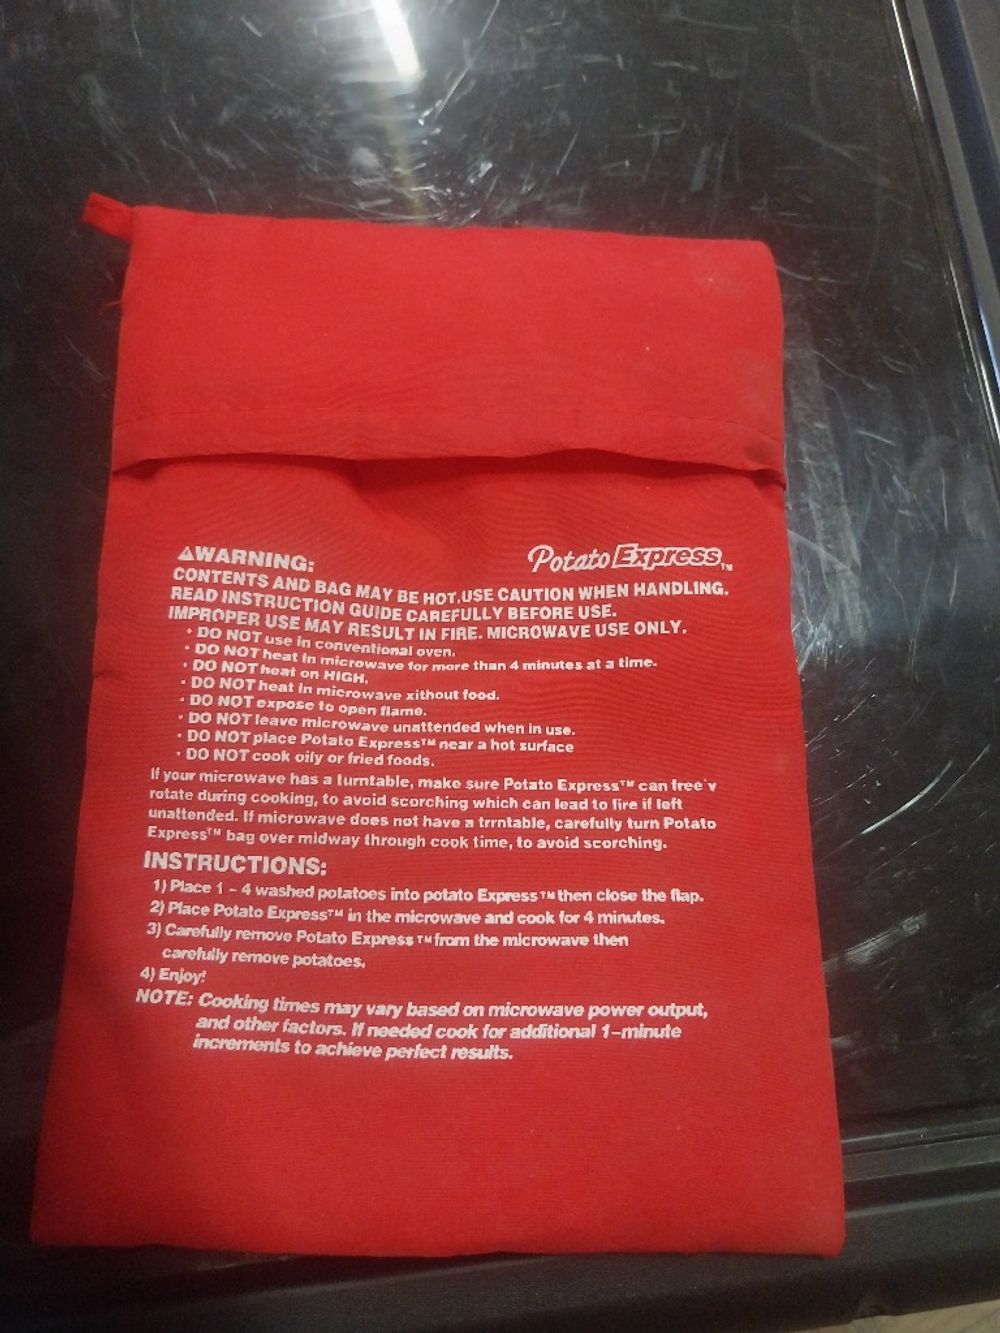 ⚠WARNING:
Potato Express™
CONTENTS AND BAG MAY BE HOT.USE CAUTION WHEN HANDLING.
READ INSTRUCTION GUIDE CAREFULLY BEFORE USE.
IMPROPER USE MAY RESULT IN FIRE. MICROWAVE USE ONLY.
• DO NOT use in conventional oven.
• DO NOT heat in microwave for more than 4 minutes at a time.
• DO NOT heat on HIGH.
• DO NOT heat in microwave xithout food.
• DO NOT expose to open flame.
• DO NOT leave microwave unattended when in use.
• DO NOT place Potato Express™ near a hot surface
• DO NOT cook oily or fried foods.
If your microwave has a turntable, make sure Potato Express™ can free'y
rotate during cooking, to avoid scorching which can lead to fire if left
unattended. If microwave does not have a trrntable, carefully turn Potato
Express™ bag over midway through cook time, to avoid scorching.
INSTRUCTIONS:
1) Place 1 - 4 washed potatoes into potato Express™ then close the flap.
2) Place Potato Express™ in the microwave and cook for 4 minutes.
3) Carefully remove Potato Express™ from the microwave then
carefully remove potatoes.
4) Enjoy!
NOTE: Cooking times may vary based on microwave power output,
and other factors. If needed cook for additional 1-minute
increments to achieve perfect results.